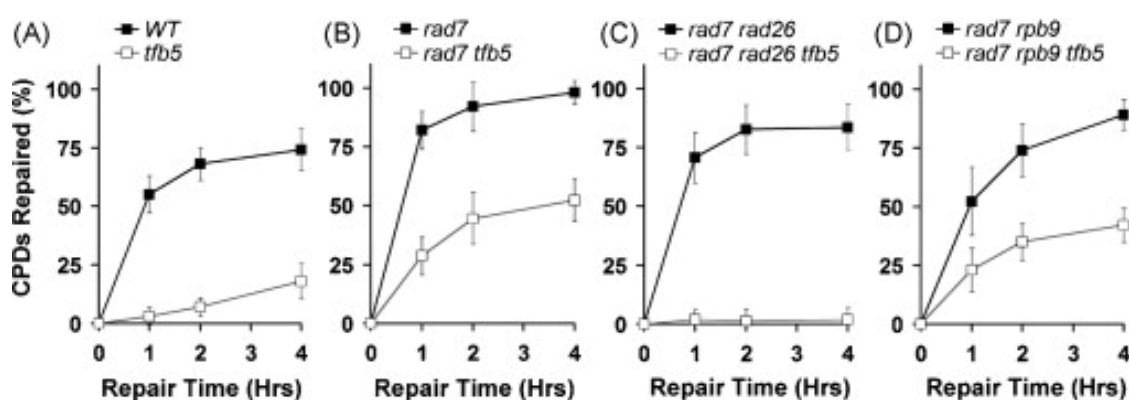 (A)
WT
tfb5
(B)
rad7
rad7 tfb5
(C)
rad7 rad26
rad7 rad26 tfb5
(D)
rad7 rpb9
rad7 rpb9 tfb5
CPDs Repaired (%)
100
75
50
25
0
100
75
50
25
0
100
75
50
25
0
100
75
50
25
0
0 1 2 3 4
0 1 2 3 4
0 1 2 3 4
0 1 2 3 4
Repair Time (Hrs)
Repair Time (Hrs)
Repair Time (Hrs)
Repair Time (Hrs)